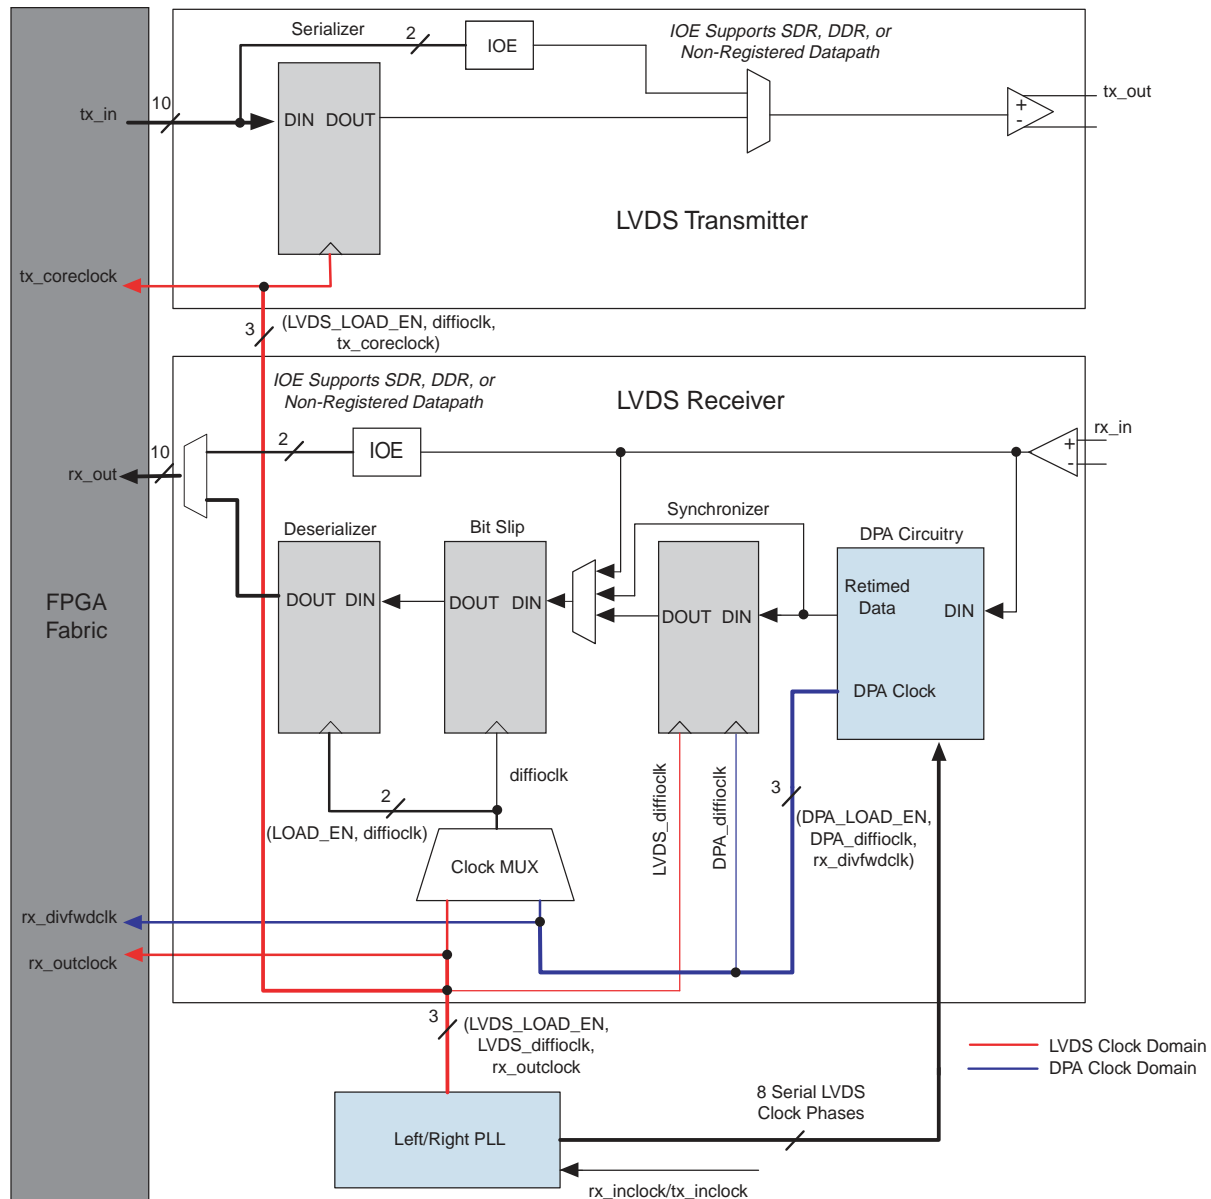 Serializer
2
IOE
IOE Supports SDR, DDR, or
Non-Registered Datapath
tx_in
10
DIN DOUT
+
-
tx_out
LVDS Transmitter
tx_coreclock
3
(LVDS_LOAD_EN, diffioclk,
tx_coreclock)
IOE Supports SDR, DDR, or
Non-Registered Datapath
LVDS Receiver
rx_in
+
-
2
IOE
10
rx_out
Deserializer
Bit Slip
Synchronizer
DPA Circuitry
FPGA
Fabric
DOUT DIN
DOUT DIN
DOUT DIN
Retimed
Data
DIN
DPA Clock
diffioclk
2
(LOAD_EN, diffioclk)
LVDS_diffioclk
DPA_diffioclk
3
(DPA_LOAD_EN,
DPA_diffioclk,
rx_divfwdclk)
Clock MUX
rx_divfwdclk
rx_outclock
3
(LVDS_LOAD_EN,
LVDS_diffioclk,
rx_outclock
LVDS Clock Domain
DPA Clock Domain
8 Serial LVDS
Clock Phases
Left/Right PLL
rx_inclock/tx_inclock